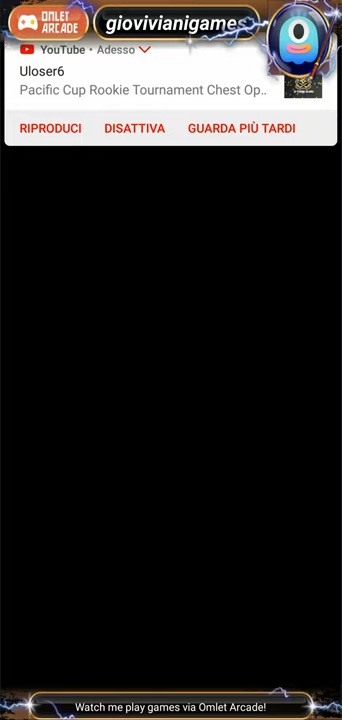 OMLET
ARCADE
giovivianigames
YouTube • Adesso
Uloser6
Pacific Cup Rookie Tournament Chest Op..
RIPRODUCI DISATTIVA GUARDA PIÙ TARDI
Watch me play games via Omlet Arcade!